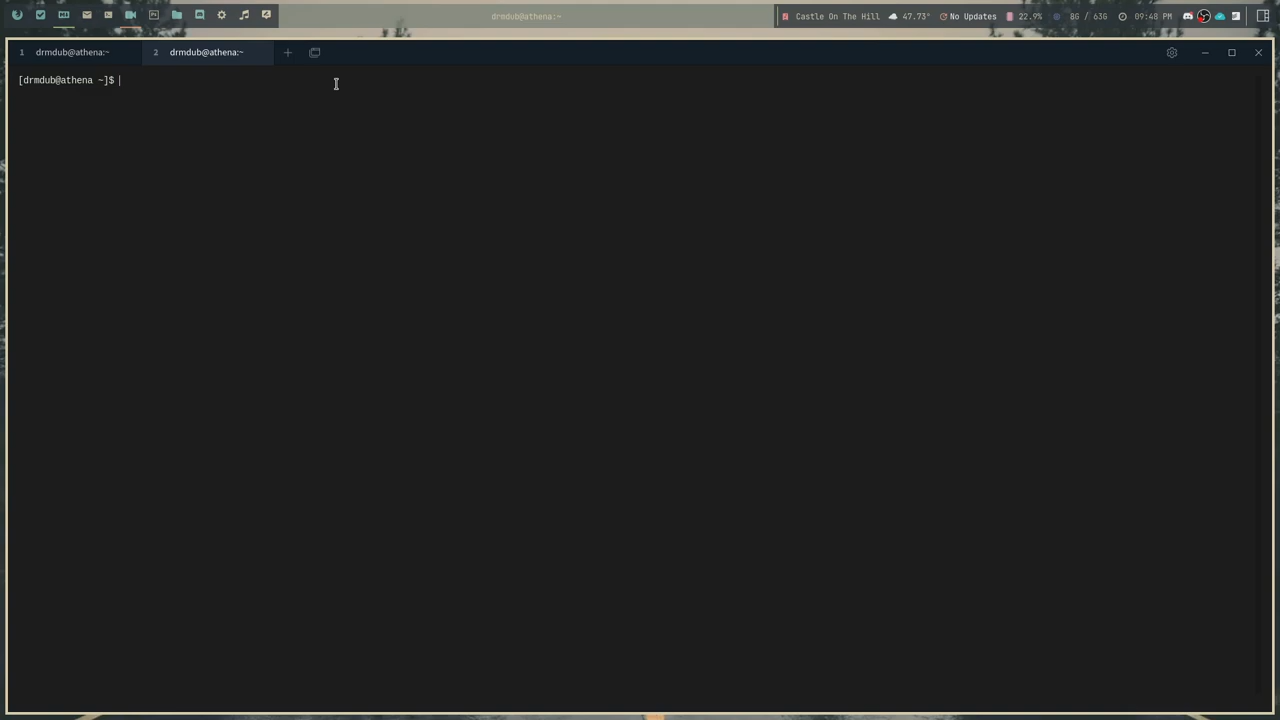 drmdub@athena:~
Castle On The Hill 47.73° No Updates 22.9% 8G / 63G 09:48 PM
1 drmdub@athena:~ 2 drmdub@athena:~
[drmdub@athena ~]$